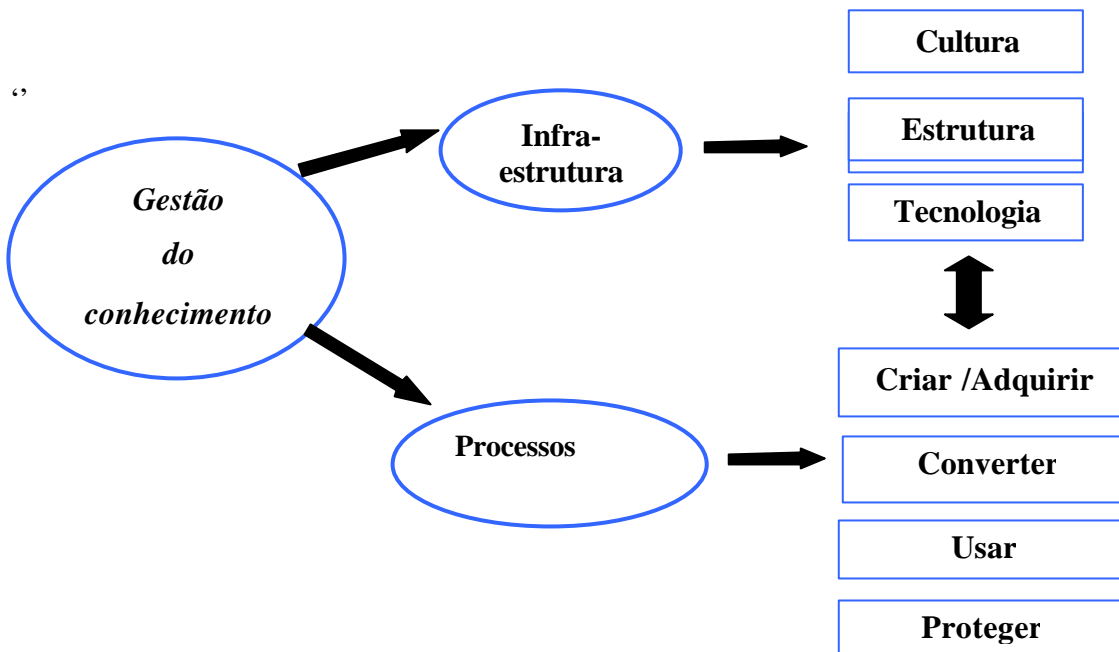 ‘’
Gestão
do
conhecimento
Infra-
estrutura
Processos
Cultura
Estrutura
Tecnologia
Criar /Adquirir
Converter
Usar
Proteger